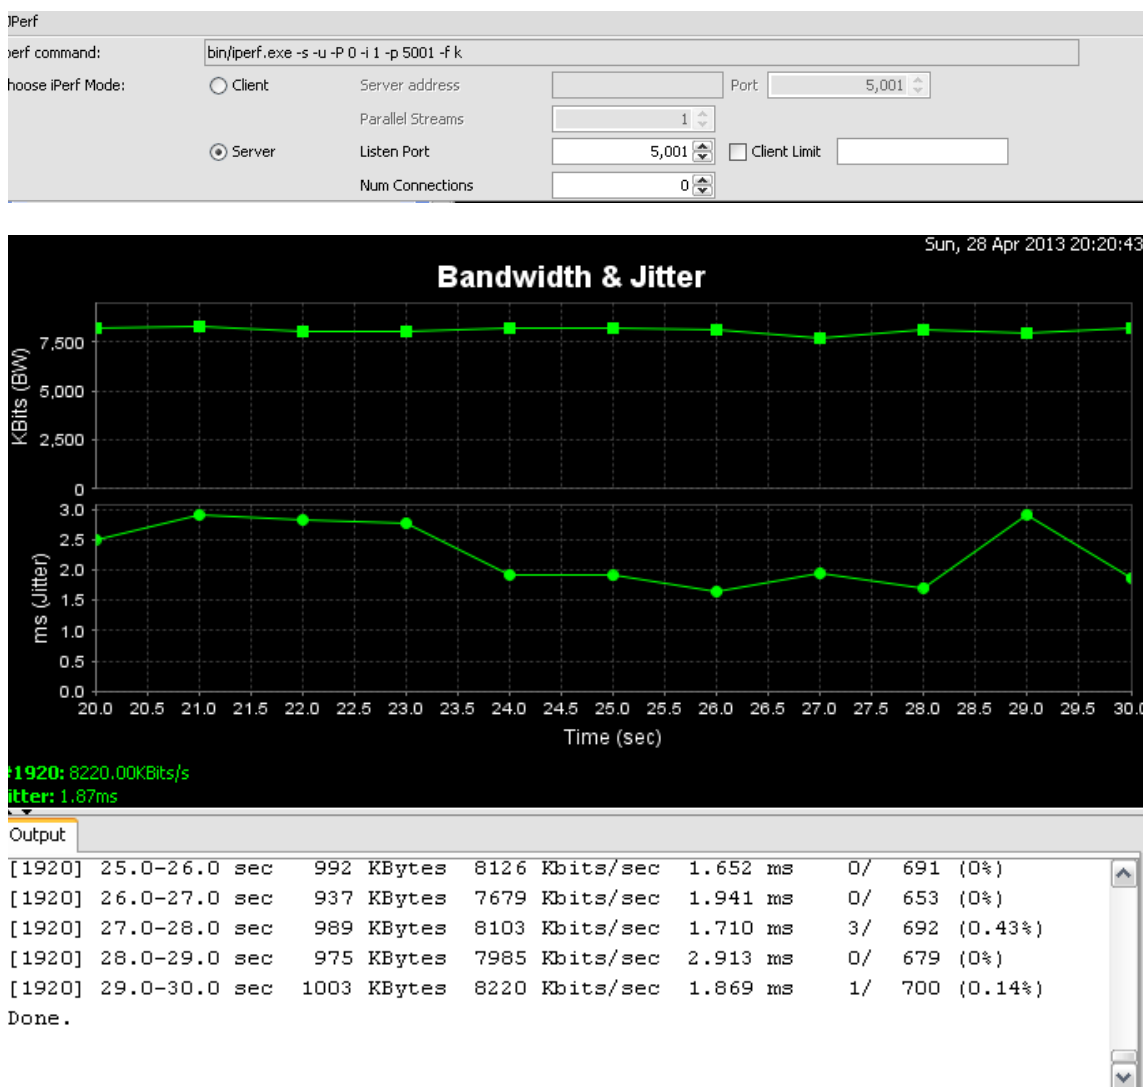 JPerf
perf command: bin/iperf.exe -s -u -P 0 -i 1 -p 5001 -f k
hoose iPerf Mode: Client Server address Port 5,001
Parallel Streams 1
Server Listen Port 5,001 Client Limit
Num Connections 0
Sun, 28 Apr 2013 20:20:43
Bandwidth & Jitter
KBits (BW)
7,500
5,000
2,500
0
ms (Jitter)
3.0
2.5
2.0
1.5
1.0
0.5
0.0
20.0 20.5 21.0 21.5 22.0 22.5 23.0 23.5 24.0 24.5 25.0 25.5 26.0 26.5 27.0 27.5 28.0 28.5 29.0 29.5 30.0
Time (sec)
#1920: 8220.00KBits/s
itter: 1.87ms
Output
[1920] 25.0-26.0 sec 992 KBytes 8126 Kbits/sec 1.652 ms 0/ 691 (0%)
[1920] 26.0-27.0 sec 937 KBytes 7679 Kbits/sec 1.941 ms 0/ 653 (0%)
[1920] 27.0-28.0 sec 989 KBytes 8103 Kbits/sec 1.710 ms 3/ 692 (0.43%)
[1920] 28.0-29.0 sec 975 KBytes 7985 Kbits/sec 2.913 ms 0/ 679 (0%)
[1920] 29.0-30.0 sec 1003 KBytes 8220 Kbits/sec 1.869 ms 1/ 700 (0.14%)
Done.